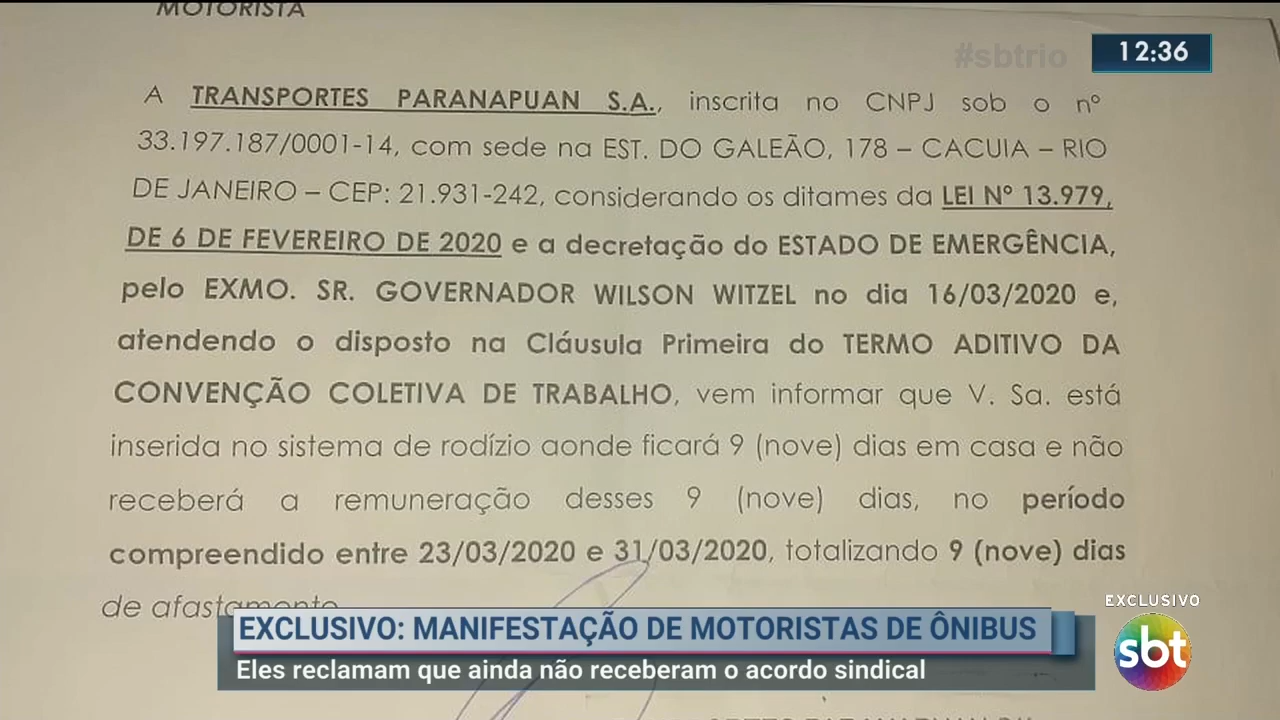 MOTORISTA
#sbtrio
12:36
A TRANSPORTES PARANAPUAN S.A., inscrita no CNPJ sob o nº
33.197.187/0001-14, com sede na EST. DO GALEÃO, 178 – CACUIA – RIO
DE JANEIRO – CEP: 21.931-242, considerando os ditames da LEI Nº 13.979,
DE 6 DE FEVEREIRO DE 2020 e a decretação do ESTADO DE EMERGÊNCIA,
pelo EXMO. SR. GOVERNADOR WILSON WITZEL no dia 16/03/2020 e,
atendendo o disposto na Cláusula Primeira do TERMO ADITIVO DA
CONVENÇÃO COLETIVA DE TRABALHO, vem informar que V. Sa. está
inserida no sistema de rodízio aonde ficará 9 (nove) dias em casa e não
receberá a remuneração desses 9 (nove) dias, no período
compreendido entre 23/03/2020 e 31/03/2020, totalizando 9 (nove) dias
de afastamento
EXCLUSIVO
EXCLUSIVO: MANIFESTAÇÃO DE MOTORISTAS DE ÔNIBUS
sbt
Eles reclamam que ainda não receberam o acordo sindical